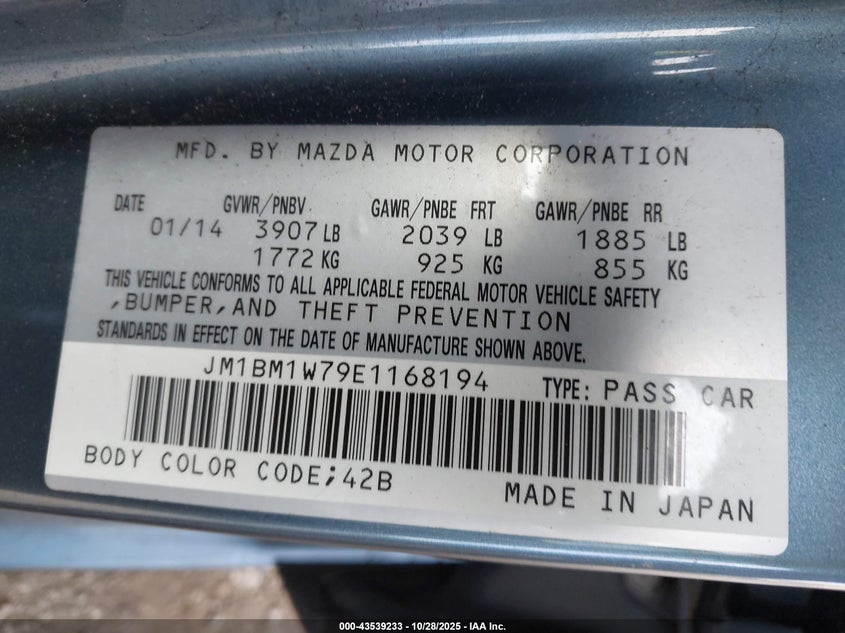 MFD. BY MAZDA MOTOR CORPORATION
DATE GVWR/PNBV GAWR/PNBE FRT GAWR/PNBE RR
01/14 3907 LB 2039 LB 1885 LB
1772 KG 925 KG 855 KG
THIS VEHICLE CONFORMS TO ALL APPLICABLE FEDERAL MOTOR VEHICLE SAFETY
,BUMPER,AND THEFT PREVENTION
STANDARDS IN EFFECT ON THE DATE OF MANUFACTURE SHOWN ABOVE.
JM1BM1W79E1168194 TYPE: PASS CAR
BODY COLOR CODE;42B MADE IN JAPAN
000-43539233 - 10/28/2025 - IAA Inc.